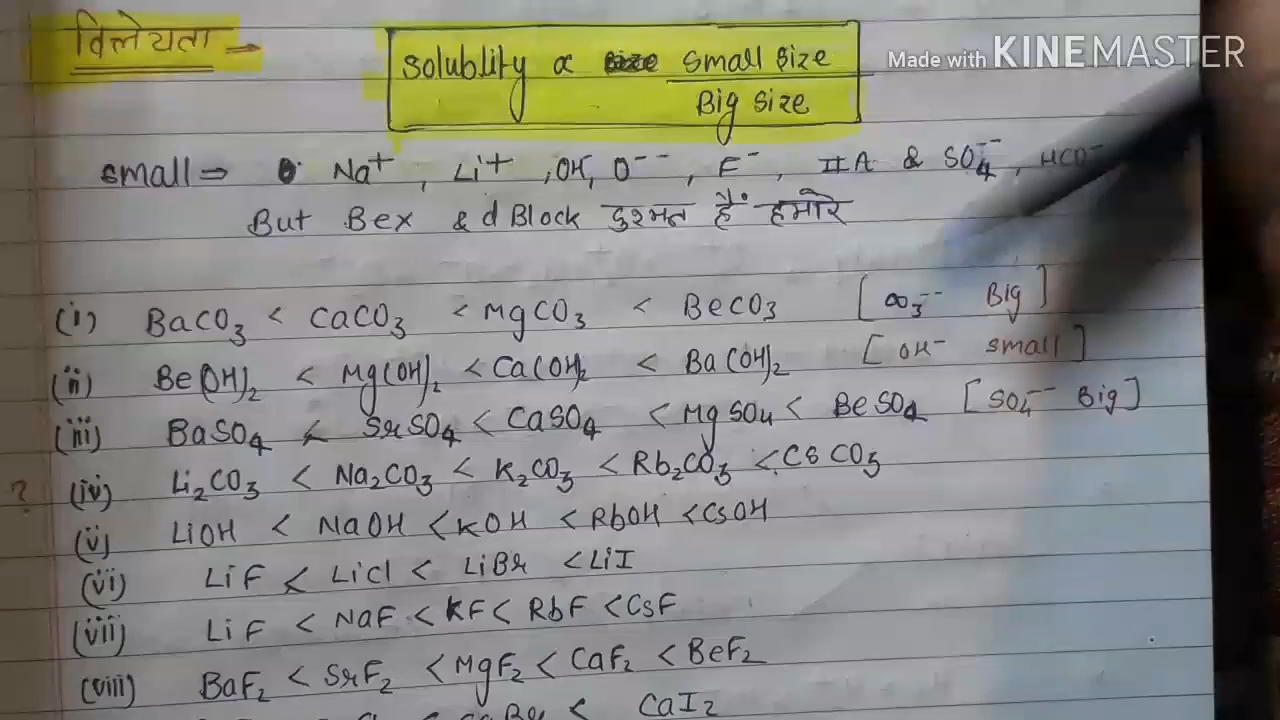 विलेयता → Solublity ∝ Small Size / Big Size
Made with KINEMASTER
small ⇒ Na⁺, Li⁺, OH, O⁻⁻, F⁻, II A & SO₄⁻⁻, HCO⁻
But Bex & d Block दुश्मत है हमारे
(i) BaCO₃ < CaCO₃ < MgCO₃ < BeCO₃ [CO₃⁻⁻ Big]
(ii) Be(OH)₂ < Mg(OH)₂ < Ca(OH)₂ < Ba(OH)₂ [OH⁻ small]
(iii) BaSO₄ < SrSO₄ < CaSO₄ < MgSO₄ < BeSO₄ [SO₄⁻⁻ Big]
? (iv) Li₂CO₃ < Na₂CO₃ < K₂CO₃ < Rb₂CO₃ < CsCO₃
(v) LiOH < NaOH < KOH < RbOH < CsOH
(vi) LiF < LiCl < LiBr < LiI
(vii) LiF < NaF < KF < RbF < CsF
(viii) BaF₂ < SrF₂ < MgF₂ < CaF₂ < BeF₂
< CaI₂